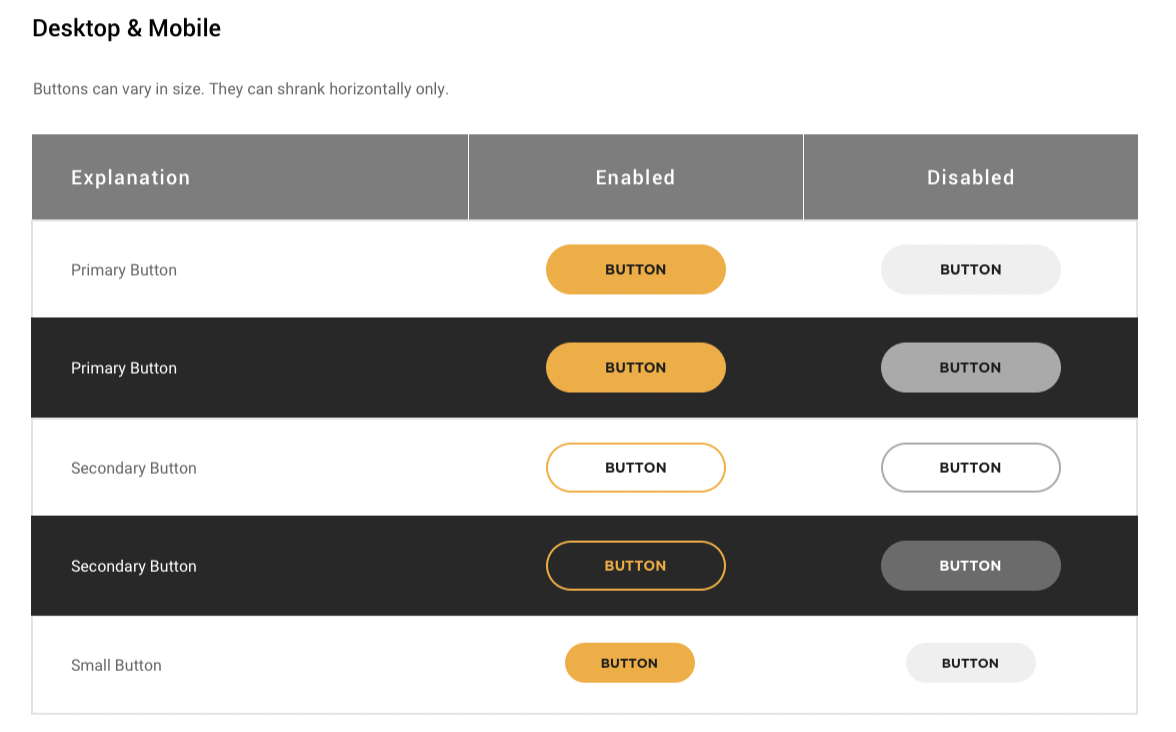 Desktop & Mobile
Buttons can vary in size. They can shrank horizontally only.
Explanation Enabled Disabled
Primary Button BUTTON BUTTON
Primary Button BUTTON BUTTON
Secondary Button BUTTON BUTTON
Secondary Button BUTTON BUTTON
Small Button BUTTON BUTTON